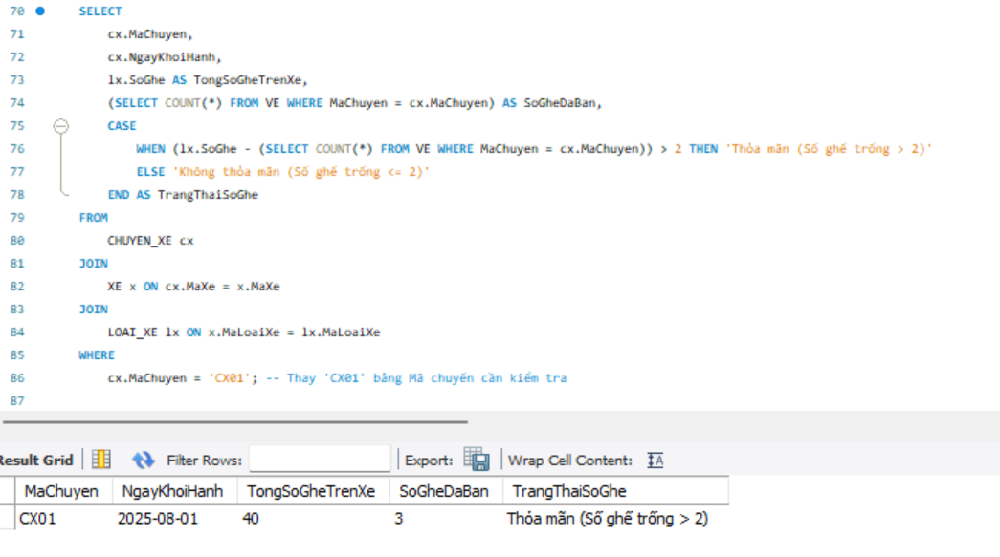 70 SELECT
71 cx.MaChuyen,
72 cx.NgayKhoiHanh,
73 lx.SoGhe AS TongSoGheTrenXe,
74 (SELECT COUNT(*) FROM VE WHERE MaChuyen = cx.MaChuyen) AS SoGheDaBan,
75 CASE
76 WHEN (lx.SoGhe - (SELECT COUNT(*) FROM VE WHERE MaChuyen = cx.MaChuyen)) > 2 THEN 'Thỏa mãn (Số ghế trống > 2)'
77 ELSE 'Không thỏa mãn (Số ghế trống <= 2)'
78 END AS TrangThaiSoGhe
79 FROM
80 CHUYEN_XE cx
81 JOIN
82 XE x ON cx.MaXe = x.MaXe
83 JOIN
84 LOAI_XE lx ON x.MaLoaiXe = lx.MaLoaiXe
85 WHERE
86 cx.MaChuyen = 'CX01'; -- Thay 'CX01' bằng Mã chuyến cần kiểm tra
87
Result Grid Filter Rows: Export: Wrap Cell Content: IA
MaChuyen NgayKhoiHanh TongSoGheTrenXe SoGheDaBan TrangThaiSoGhe
CX01 2025-08-01 40 3 Thỏa mãn (Số ghế trống > 2)